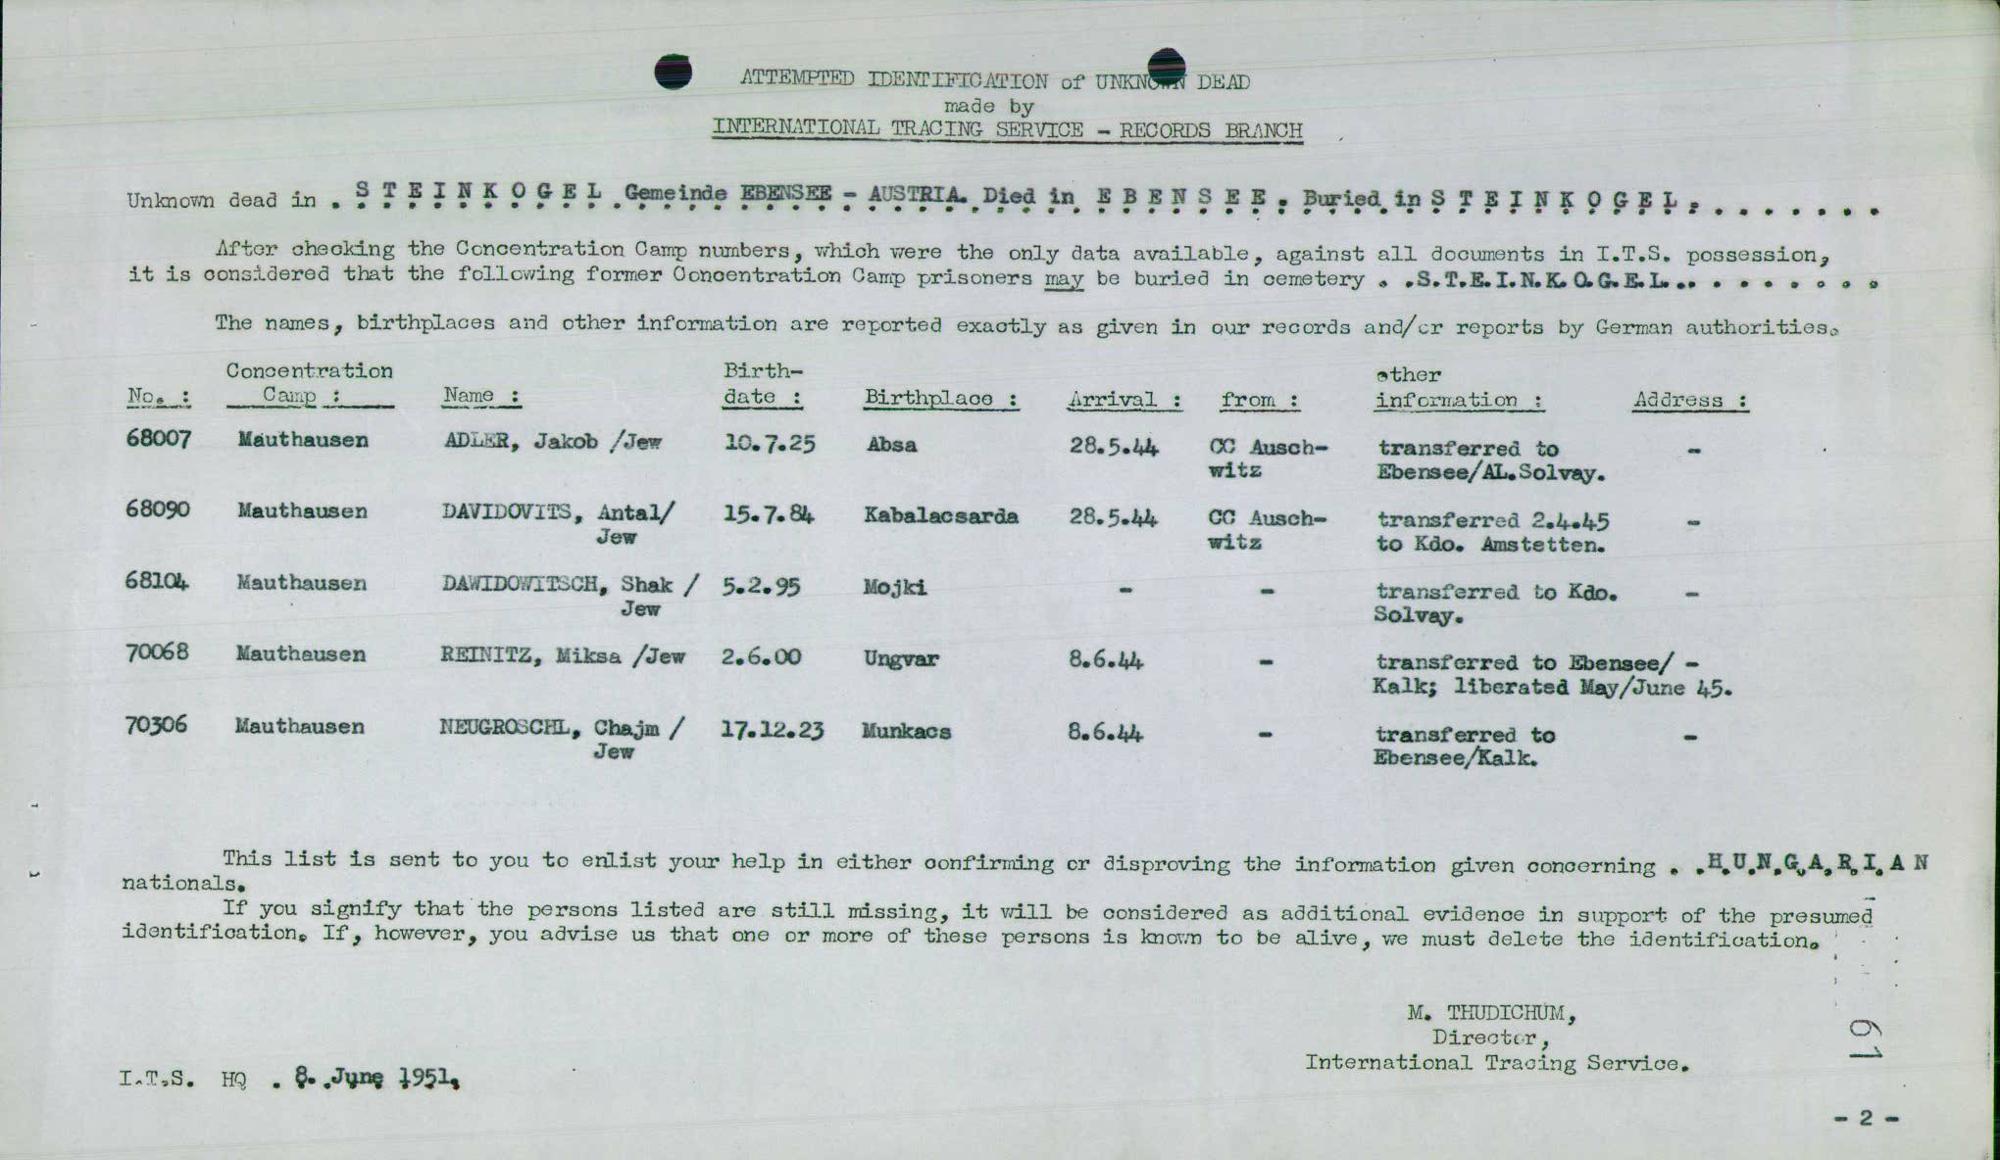 ATTEMPTED IDENTIFICATION of UNKNOWN DEAD
made by
INTERNATIONAL TRACING SERVICE - RECORDS BRANCH
Unknown dead in . S T E I N K O G E L Gemeinde EBENSEE - AUSTRIA. Died in E B E N S E E . Buried in S T E I N K O G E L . . . . . . . .
After checking the Concentration Camp numbers, which were the only data available, against all documents in I.T.S. possession,
it is considered that the following former Concentration Camp prisoners may be buried in cemetery . .S.T.E.I.N.K.O.G.E.L.. . . . . . . . .
The names, birthplaces and other information are reported exactly as given in our records and/or reports by German authorities.
No. : Concentration Camp : Name : Birth-date : Birthplace : Arrival : from : other information : Address :
68007 Mauthausen ADLER, Jakob /Jew 10.7.25 Absa 28.5.44 CC Ausch- transferred to -
witz Ebensee/AL.Solvay.
68090 Mauthausen DAVIDOVITS, Antal/ 15.7.84 Kabalacsarda 28.5.44 CC Ausch- transferred 2.4.45 -
Jew witz to Kdo. Amstetten.
68104 Mauthausen DAWIDOWITSCH, Shak / 5.2.95 Mojki - - transferred to Kdo. -
Jew Solvay.
70068 Mauthausen REINITZ, Miksa /Jew 2.6.00 Ungvar 8.6.44 - transferred to Ebensee/ -
Kalk; liberated May/June 45.
70306 Mauthausen NEUGROSCHL, Chajm / 17.12.23 Munkacs 8.6.44 - transferred to -
Jew Ebensee/Kalk.
This list is sent to you to enlist your help in either confirming or disproving the information given concerning . .H.U.N.G.A.R.I.A N
nationals.
If you signify that the persons listed are still missing, it will be considered as additional evidence in support of the presumed
identification. If, however, you advise us that one or more of these persons is known to be alive, we must delete the identification.
M. THUDICHUM,
Director,
International Tracing Service.
I.T.S. HQ . 8. June 1951.
61
- 2 -